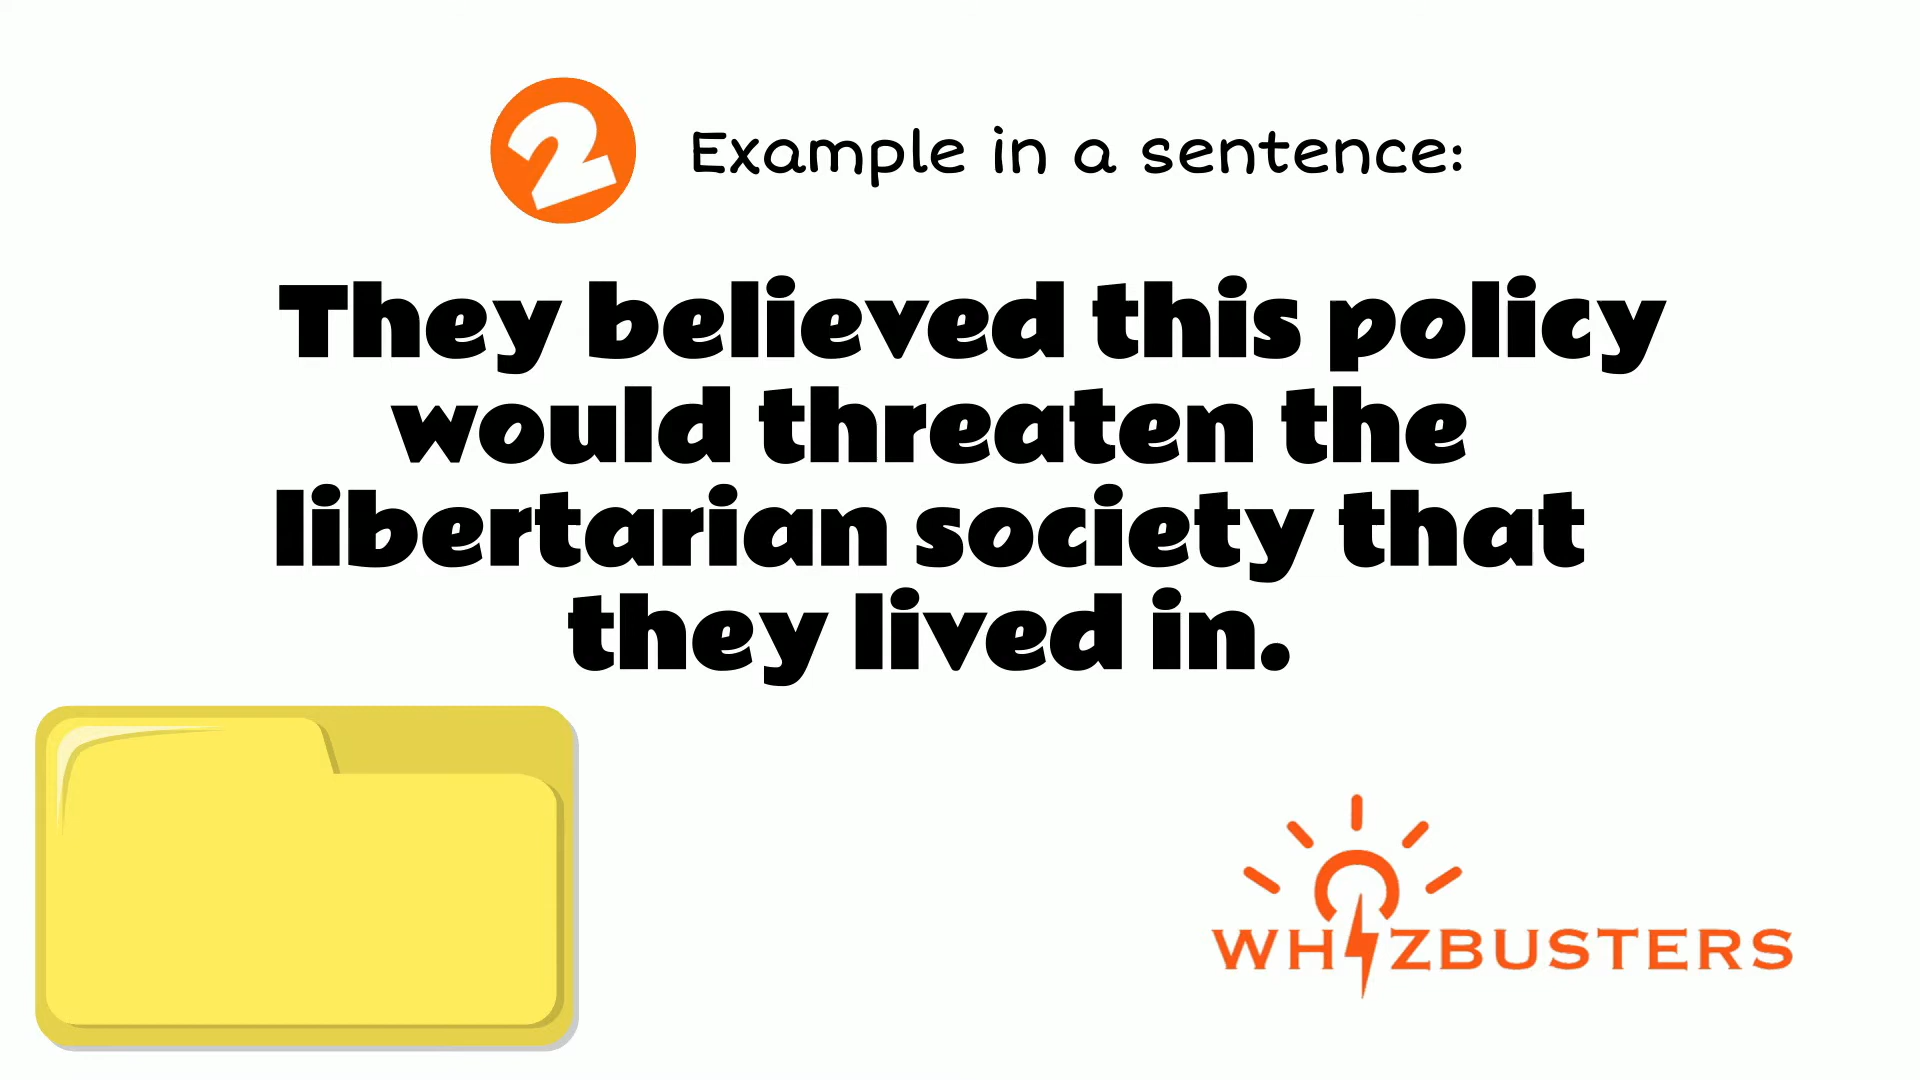 2 Example in a sentence:
They believed this policy
would threaten the
libertarian society that
they lived in.
WHIZBUSTERS